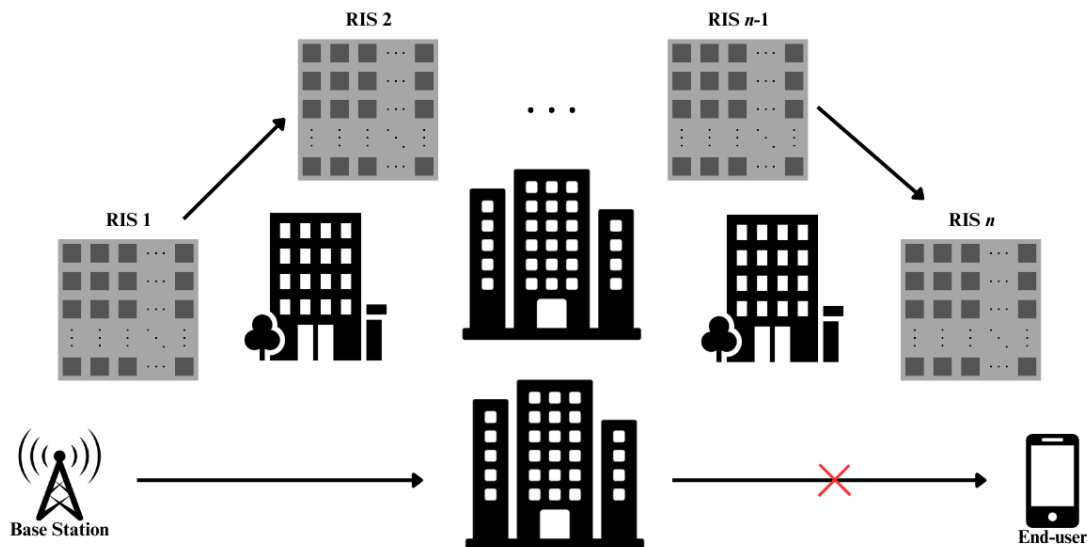 RIS 2
RIS n-1
. . .
RIS 1
RIS n
Base Station
End-user